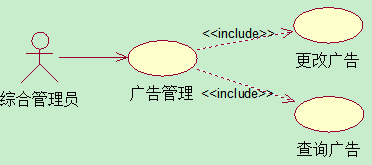 <<include>>
更改广告
综合管理员
广告管理
<<include>>
查询广告